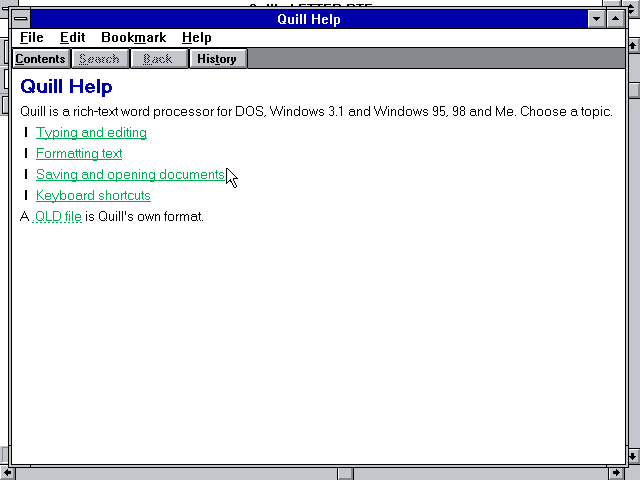 Quill Help
File Edit Bookmark Help
Contents Search Back History
Quill Help
Quill is a rich-text word processor for DOS, Windows 3.1 and Windows 95, 98 and Me. Choose a topic.
Typing and editing
Formatting text
Saving and opening documents
Keyboard shortcuts
A QLD file is Quill's own format.